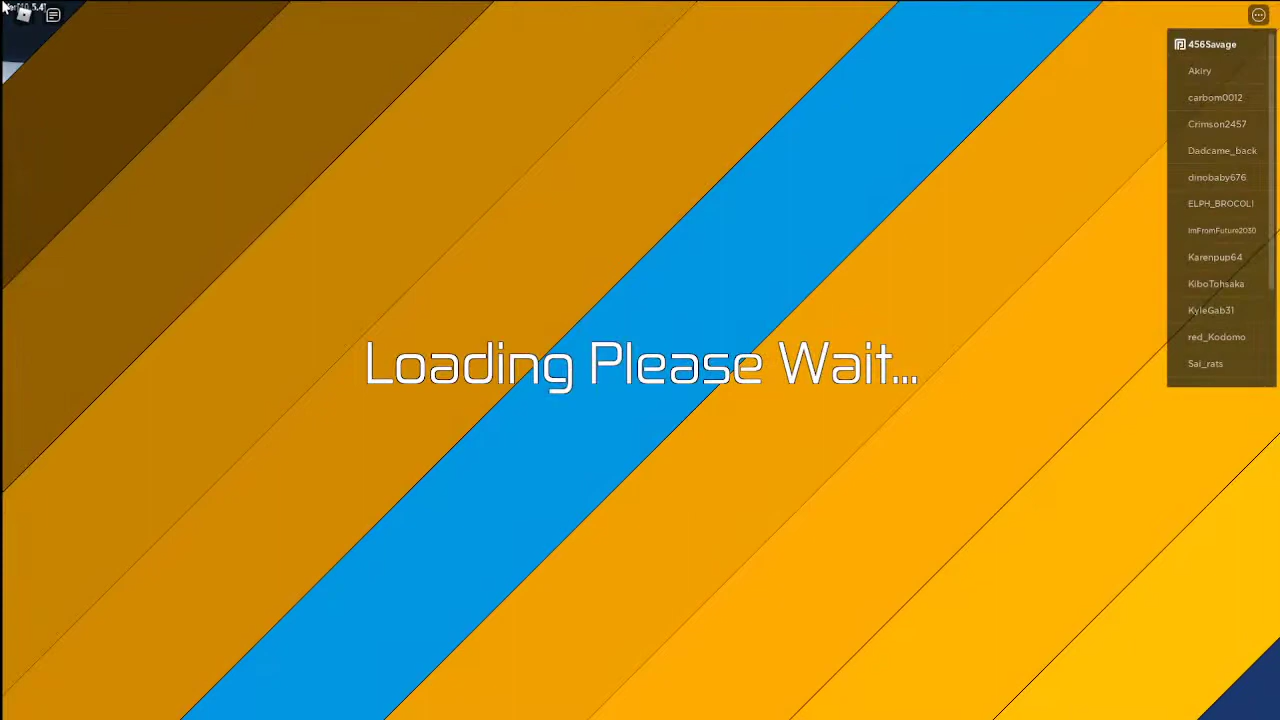 456Savage
Akiry
carbom0012
Crimson2457
Dadcame_back
dinobaby676
ELPH_BROCOLI
ImFromFuture2030
Karenpup64
KiboTohsaka
KyleGab31
red_Kodomo
Sai_rats
Loading Please Wait...